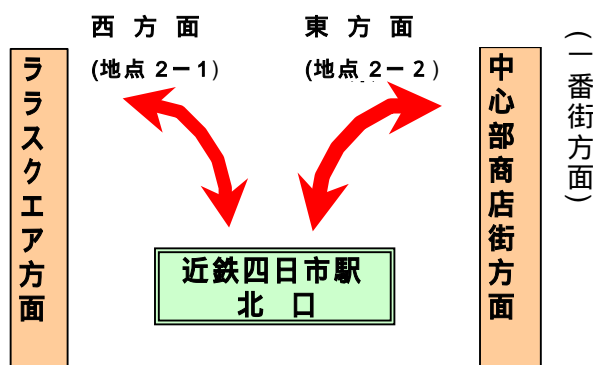 西方面
(地点2ー1)
東方面
(地点2ー2)
ララスクエア方面
中心部商店街方面
(一番街方面)
近鉄四日市駅
北口